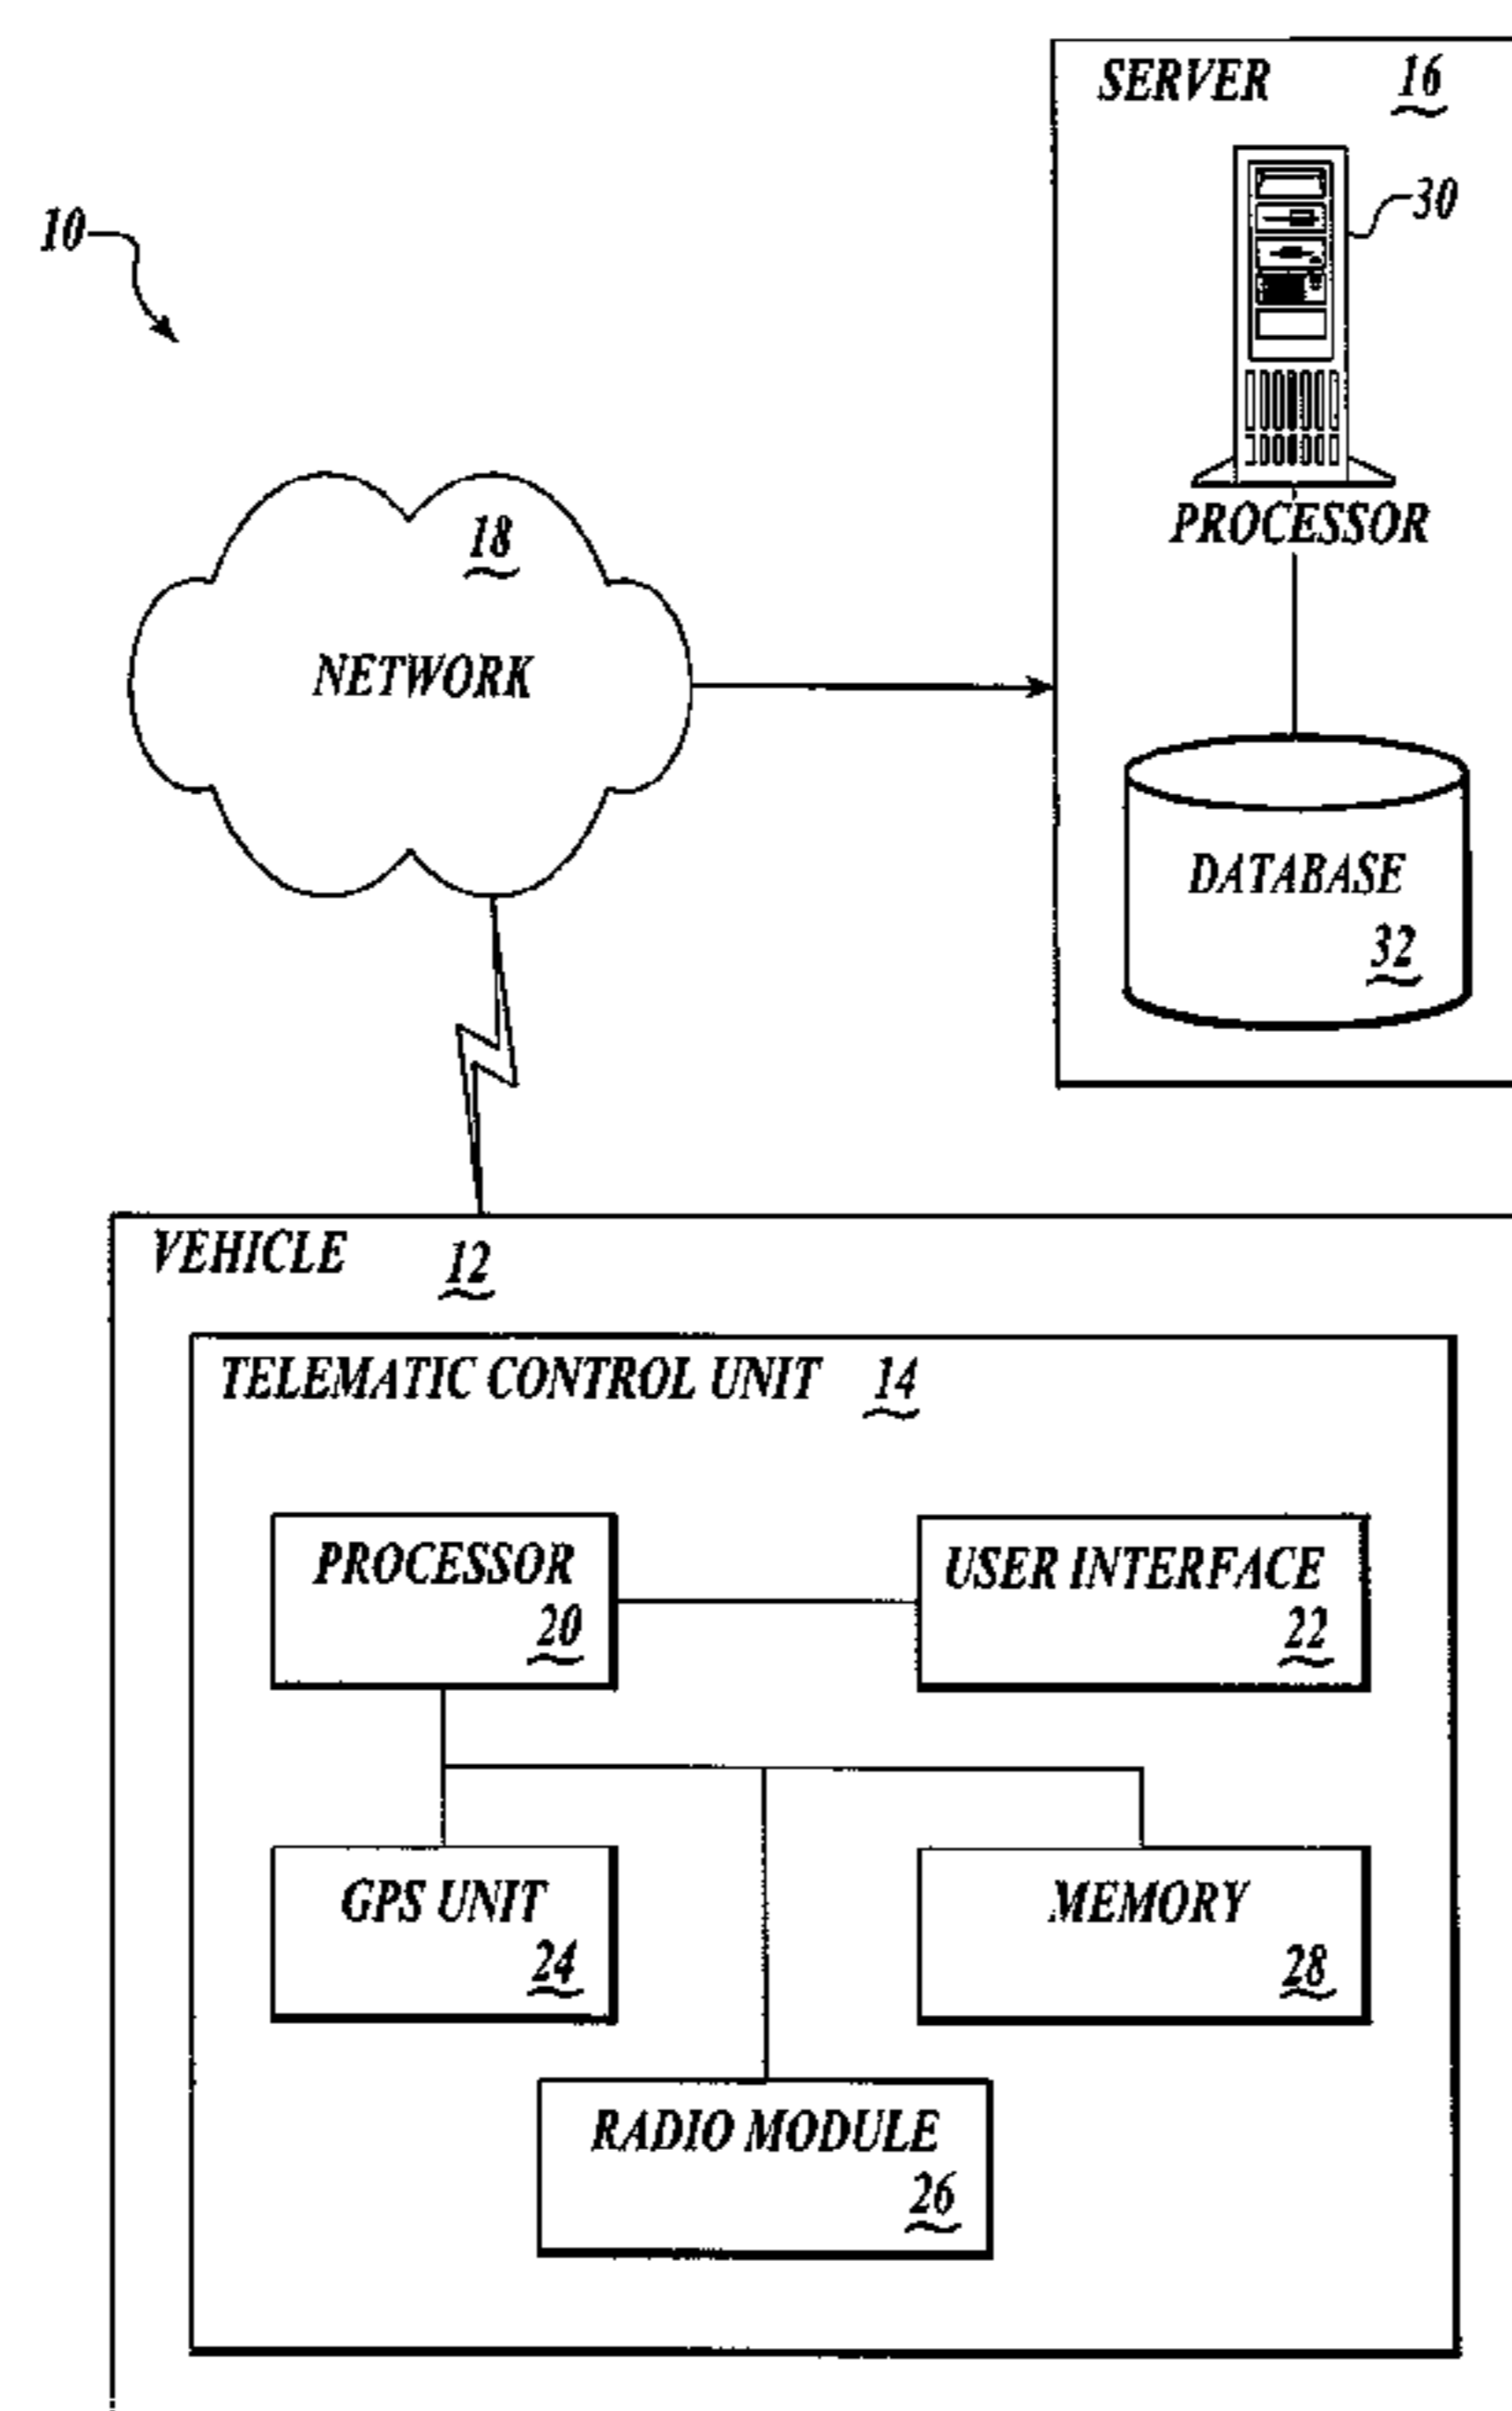 SERVER 16
10
30
18
PROCESSOR
NETWORK
DATABASE
32
VEHICLE 12
TELEMATIC CONTROL UNIT 14
PROCESSOR
20
USER INTERFACE
22
GPS UNIT
24
MEMORY
28
RADIO MODULE
26